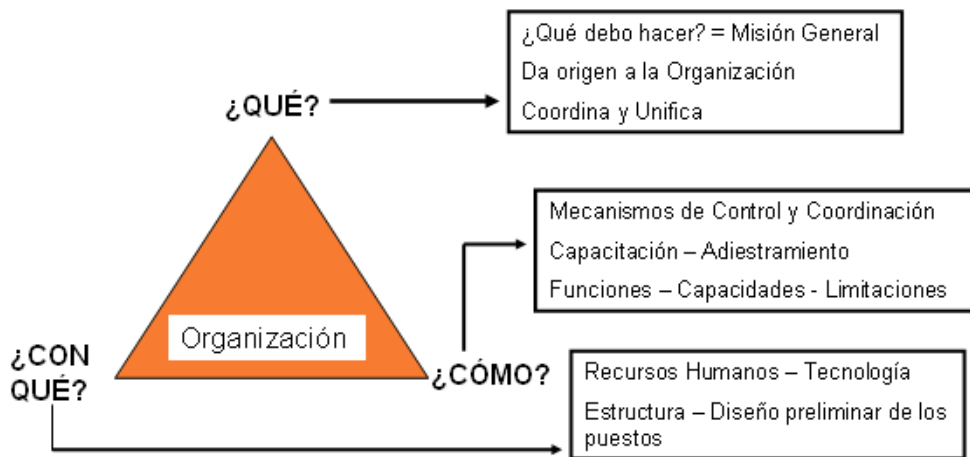 ¿QUÉ?
¿Qué debo hacer? = Misión General
Da origen a la Organización
Coordina y Unifica
Mecanismos de Control y Coordinación
Capacitación – Adiestramiento
Funciones – Capacidades - Limitaciones
Organización
¿CON
QUÉ?
¿CÓMO?
Recursos Humanos – Tecnología
Estructura – Diseño preliminar de los
puestos